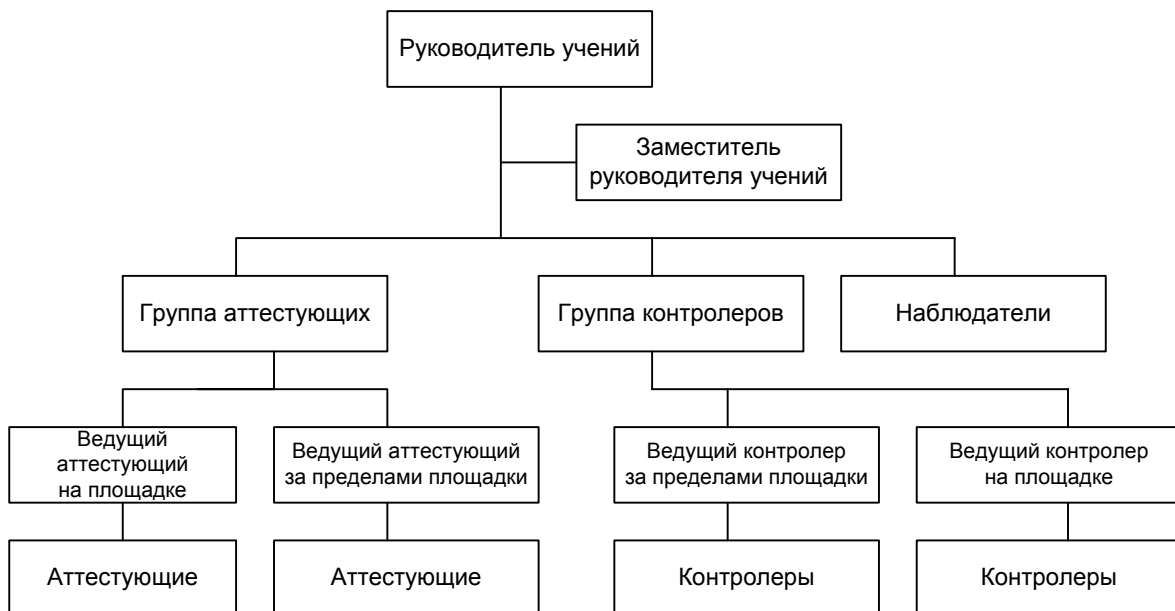 Руководитель учений
Заместитель
руководителя учений
Группа аттестующих
Группа контролеров
Наблюдатели
Ведущий
аттестующий
на площадке
Ведущий аттестующий
за пределами площадки
Ведущий контролер
за пределами площадки
Ведущий контролер
на площадке
Аттестующие
Аттестующие
Контролеры
Контролеры